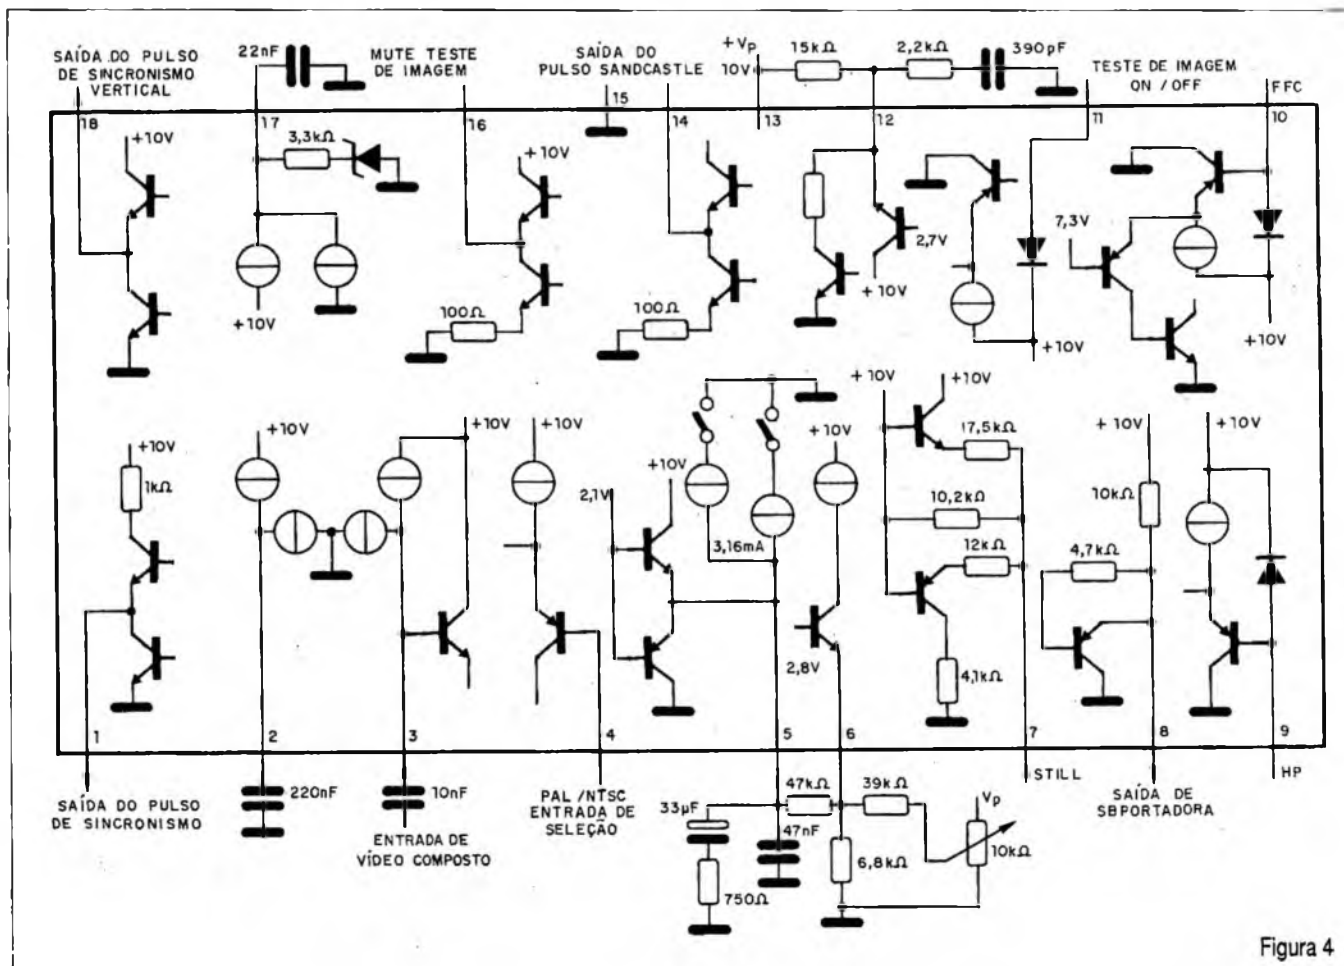 SAÍDA DO PULSO
DE SINCRONISMO
VERTICAL
22nF
MUTE TESTE
DE IMAGEM
SAÍDA DO
PULSO SANDCASTLE
+VP
10V
15kΩ
2,2kΩ
390pF
TESTE DE IMAGEM
ON / OFF
FFC
18
17
16
15
14
13
12
11
10
+10V
3,3kΩ
+10V
+10V
100Ω
100Ω
2,7V
+10V
+10V
7,3V
+10V
+10V
1kΩ
+10V
+10V
+10V
2,1V
+10V
3,16mA
+10V
2,8V
+10V
+10V
17,5kΩ
10,2kΩ
12kΩ
4,1kΩ
+10V
10kΩ
4,7kΩ
+10V
1
2
3
4
5
6
7
8
9
SAÍDA DO PULSO
DE SINCRONISMO
220nF
10nF
ENTRADA DE
VÍDEO COMPOSTO
PAL /NTSC
ENTRADA DE
SELEÇÃO
33µF
750Ω
47nF
47kΩ
39kΩ
6,8kΩ
VP
10kΩ
STILL
SAÍDA DE
SBPORTADORA
HP
Figura 4